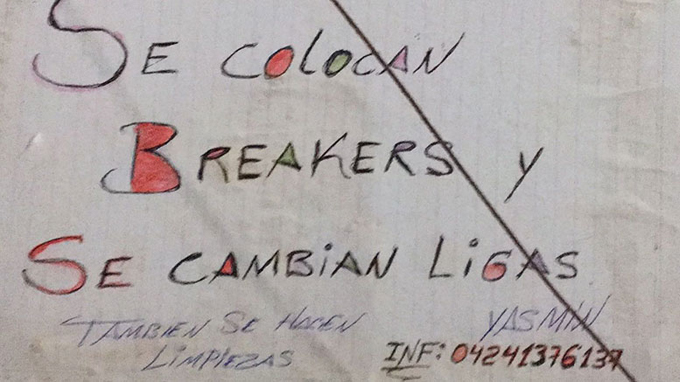 SE COLOCAN
BREAKERS Y
SE CAMBIAN LIGAS
TAMBIEN SE HACEN YASMIN
LIMPIEZAS INF: 04241376137